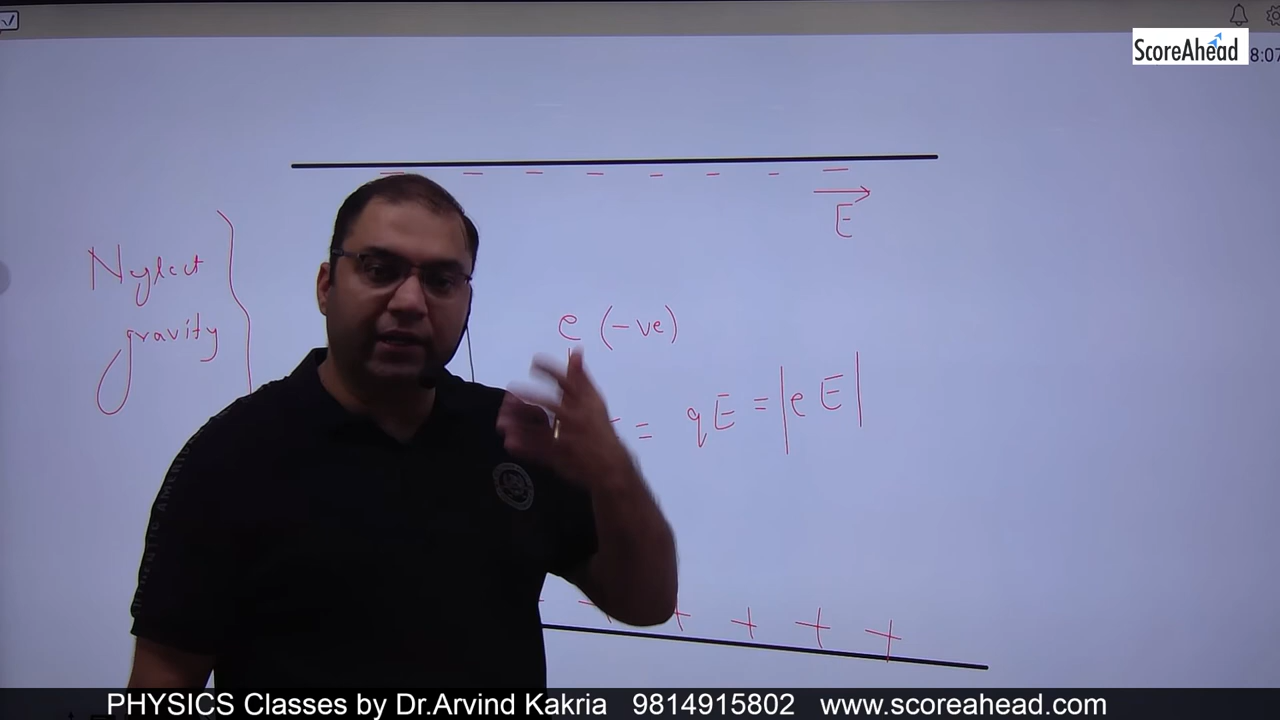 ScoreAhead
8:07
E
Neglect
gravity
e (-ve)
= qE = |e E|
PHYSICS Classes by Dr.Arvind Kakria 9814915802 www.scoreahead.com